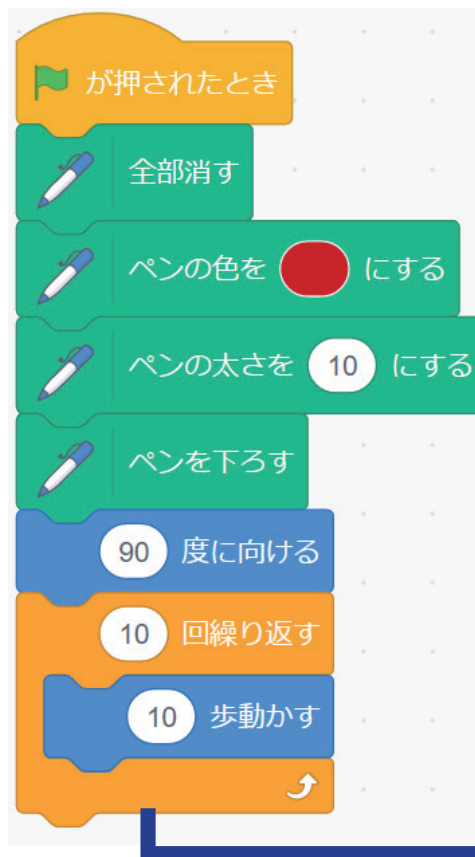 が押されたとき
全部消す
ペンの色を にする
ペンの太さを 10 にする
ペンを下ろす
90 度に向ける
10 回繰り返す
10 歩動かす